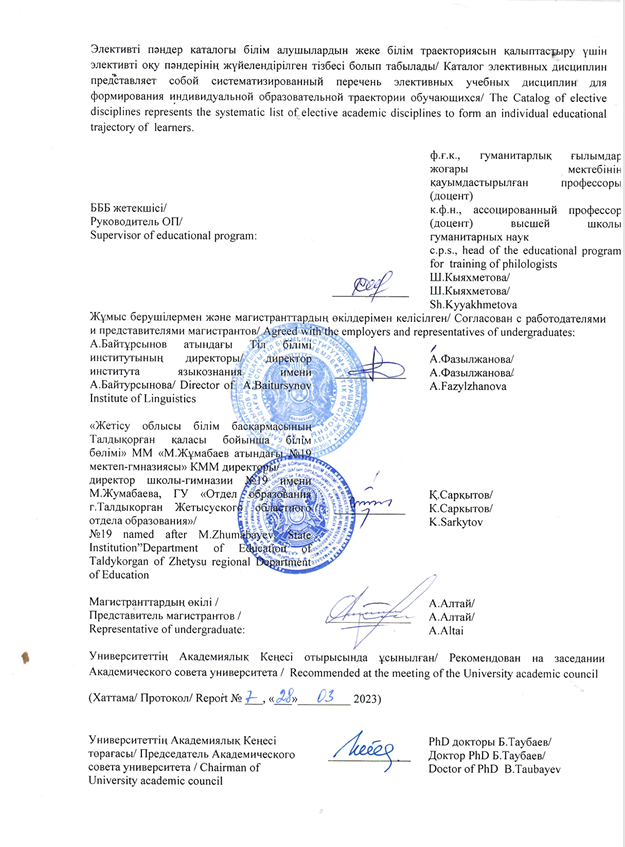 Элективті пәндер каталогы білім алушылардын жеке білім траекториясын қалыптастыру үшін
элективті оқу пәндерінің жүйелендірілген тізбесі болып табылады/ Каталог элективных дисциплин
представляет собой систематизированный перечень элективных учебных дисциплин для
формирования индивидуальной образовательной траектории обучающихся/ The Catalog of elective
disciplines represents the systematic list of elective academic disciplines to form an individual educational
trajectory of learners.
ф.ғ.к., гуманитарлық ғылымдар
жоғары мектебінің
қауымдастырылған профессоры
(доцент)
БББ жетекшісі/
к.ф.н., ассоцированный профессор
Руководитель ОП/
(доцент) высшей школы
Supervisor of educational program:
гуманитарных наук
c.p.s., head of the educational program
for training of philologists
Ш.Кыяхметова/
Ш.Кыяхметова/
Sh.Kyyakhmetova
Жұмыс берушілермен және магистранттардың өкілдерімен келісілген/ Согласован с работодателями
и представителями магистрантов/ Agreed with the employers and representatives of undergraduates:
А.Байтұрсынов атындағы Тіл білімі
институтының директоры/ директор
института языкознания имени
А.Байтурсынова/ Director of A.Baitursynov
Institute of Linguistics
А.Фазылжанова/
А.Фазылжанова/
A.Fazylzhanova
«Жетісу облысы білім басқармасының
Талдықорған қаласы бойынша білім
бөлімі» ММ «М.Жұмабаев атындағы №19
мектеп-гмназиясы» КММ директоры/
директор школы-гимназии №19 имени
М.Жумабаева, ГУ «Отдел образования
г.Талдыкорган Жетысуского областного
отдела образования»/
№19 named after M.Zhumabayev, State
Institution"Department of Education of
Taldykorgan of Zhetysu regional Department
of Education
Қ.Саркытов/
К.Саркытов/
K.Sarkytov
Магистранттардың өкілі /
Представитель магистрантов /
Representative of undergraduate:
А.Алтай/
А.Алтай/
A.Altai
Университеттің Академиялық Кеңесі отырысында ұсынылған/ Рекомендован на заседании
Академического совета университета / Recommended at the meeting of the University academic council
(Хаттама/ Протокол/ Report № 7, «28» 03 2023)
Университеттің Академиялық Кеңесі
төрағасы/ Председатель Академического
совета университета / Chairman of
University academic council
PhD докторы Б.Таубаев/
Доктор PhD Б.Таубаев/
Doctor of PhD B.Taubayev